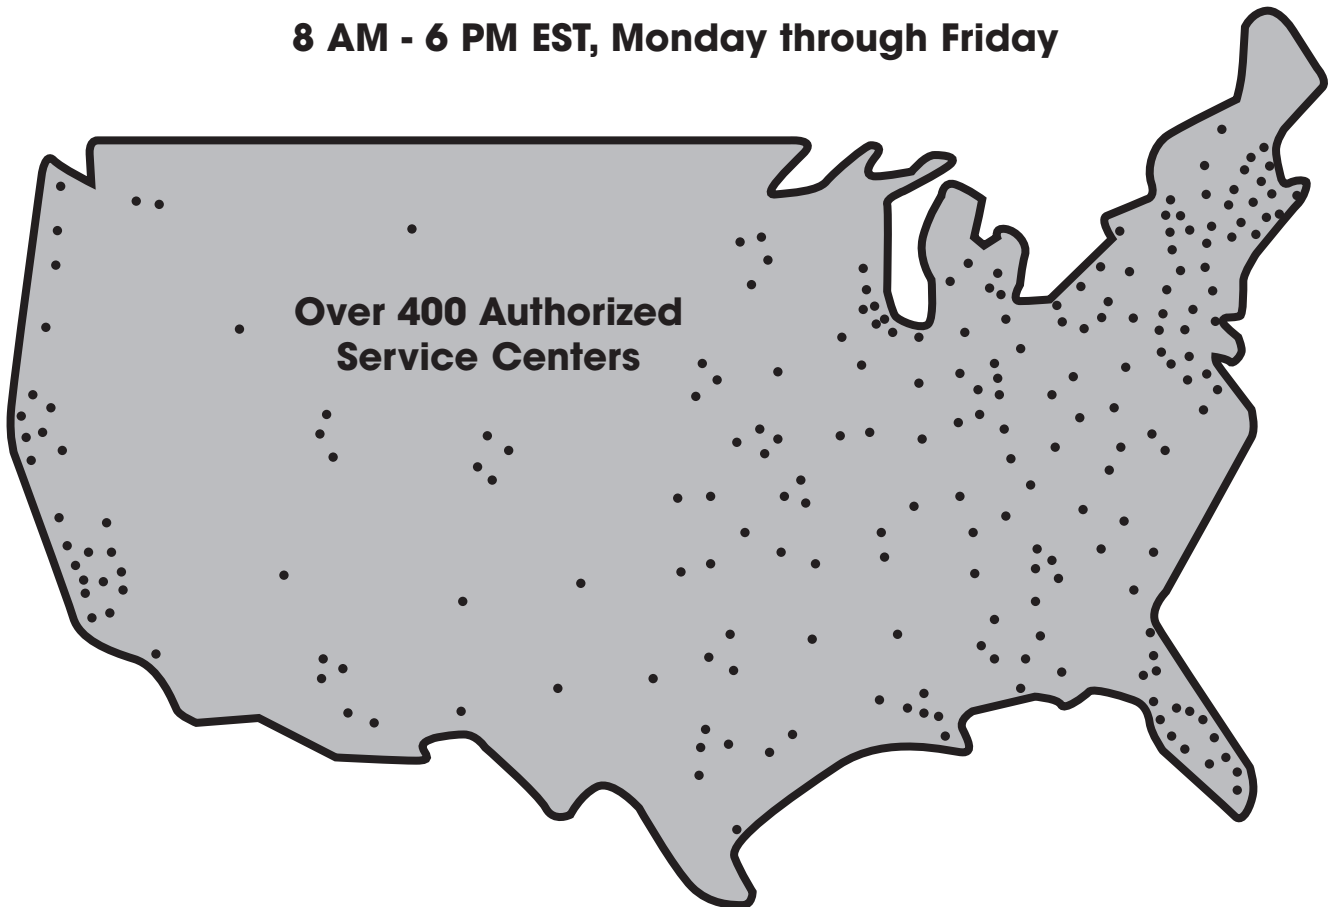 8 AM - 6 PM EST, Monday through Friday
Over 400 Authorized
Service Centers